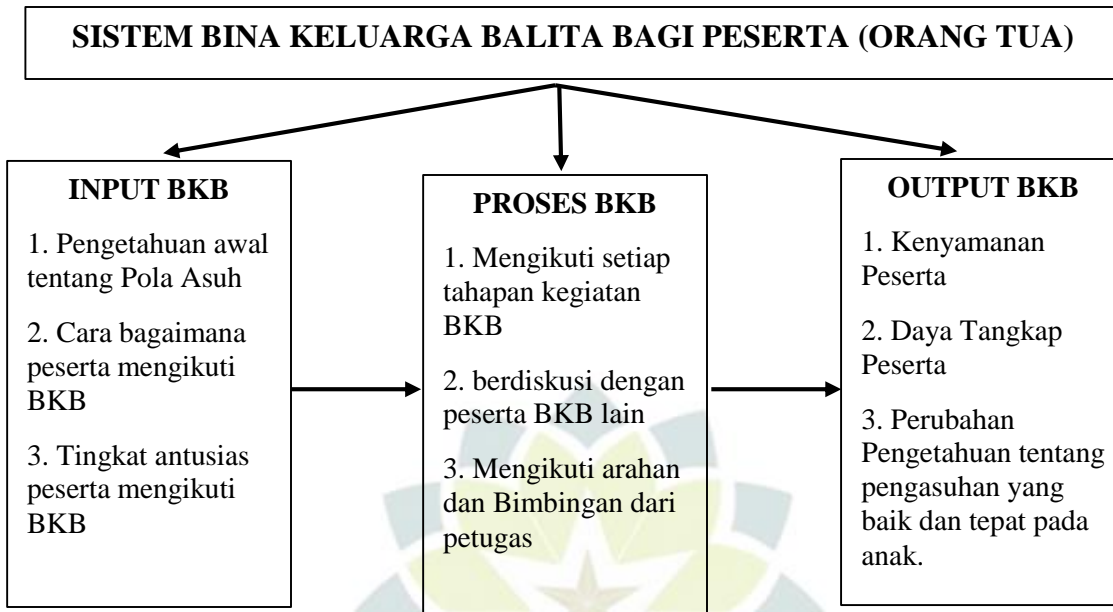 SISTEM BINA KELUARGA BALITA BAGI PESERTA (ORANG TUA)
INPUT BKB
1. Pengetahuan awal
tentang Pola Asuh
2. Cara bagaimana
peserta mengikuti
BKB
3. Tingkat antusias
peserta mengikuti
BKB
PROSES BKB
1. Mengikuti setiap
tahapan kegiatan
BKB
2. berdiskusi dengan
peserta BKB lain
3. Mengikuti arahan
dan Bimbingan dari
petugas
OUTPUT BKB
1. Kenyamanan
Peserta
2. Daya Tangkap
Peserta
3. Perubahan
Pengetahuan tentang
pengasuhan yang
baik dan tepat pada
anak.